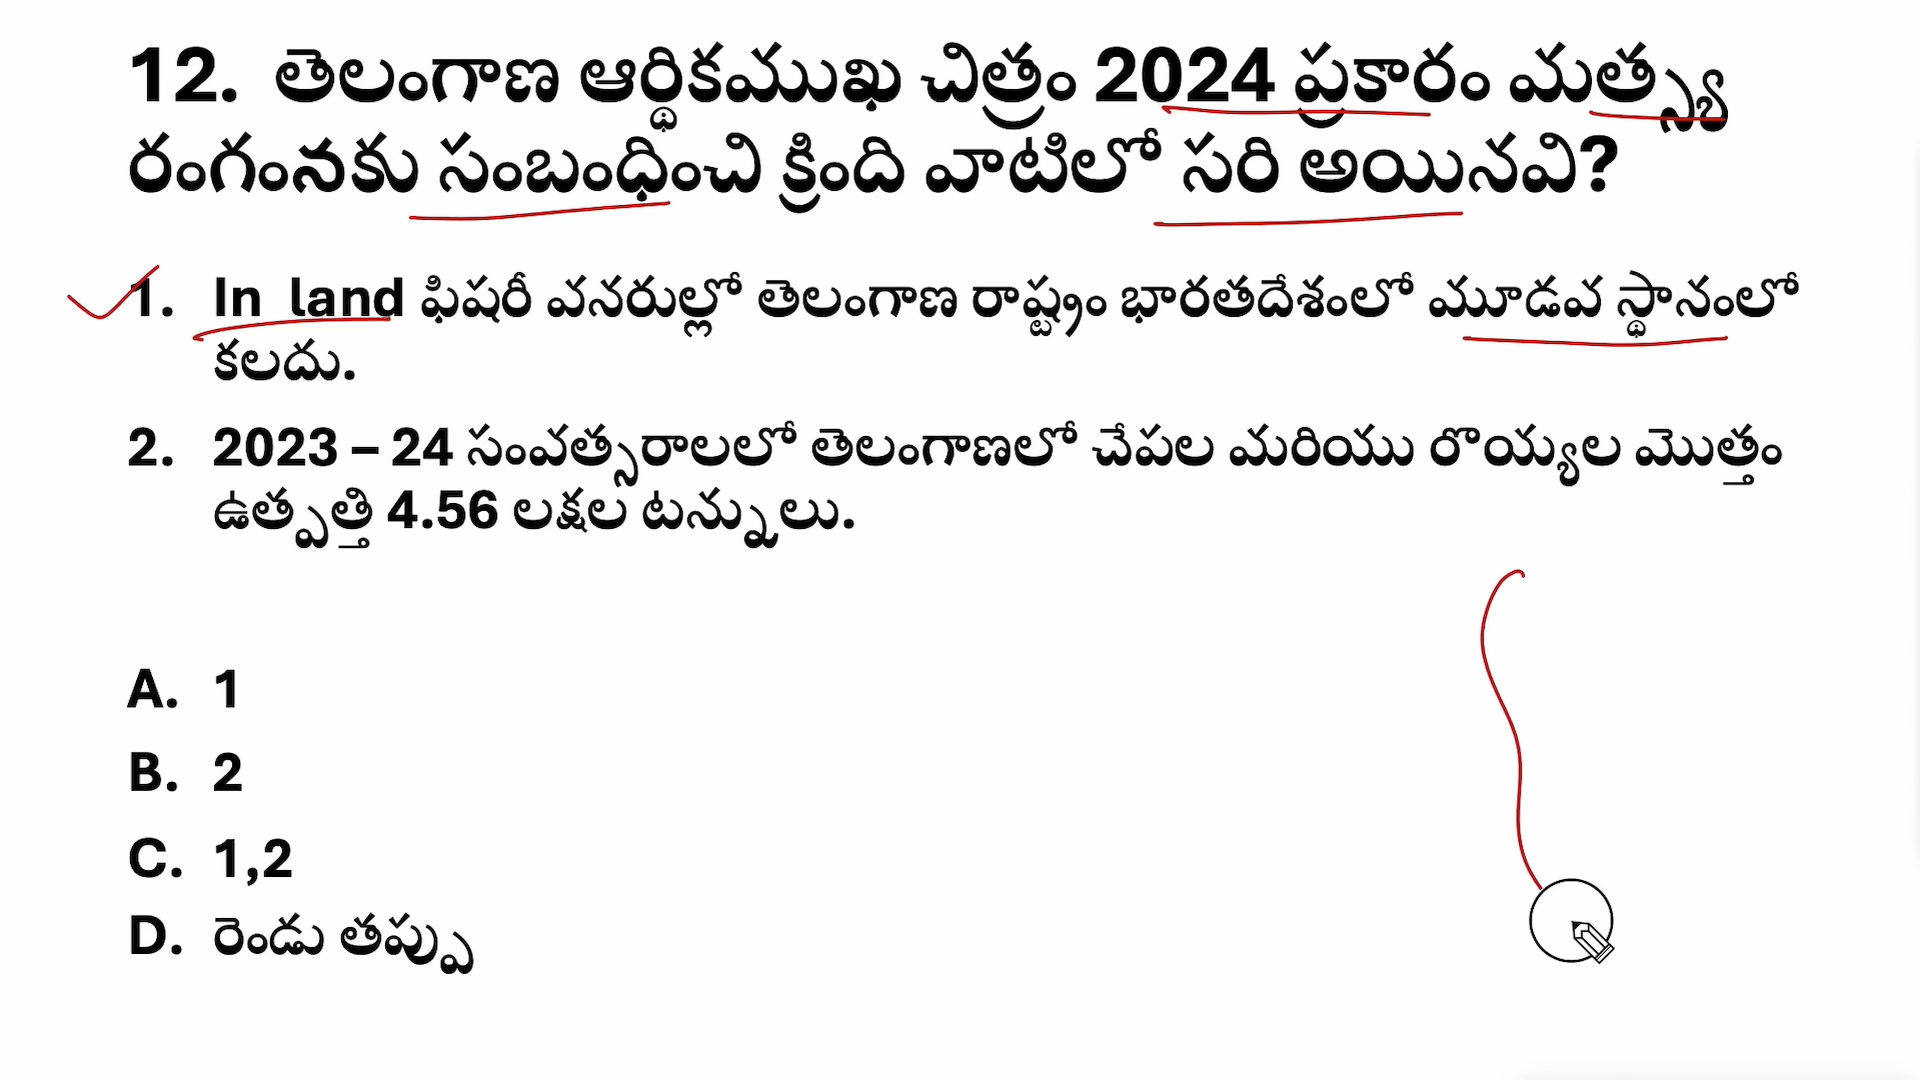 12. తెలంగాణ ఆర్థికముఖ చిత్రం 2024 ప్రకారం మత్స్య
రంగంనకు సంబంధించి క్రింది వాటిలో సరి అయినవి?
1. In land ఫిషరీ వనరుల్లో తెలంగాణ రాష్ట్రం భారతదేశంలో మూడవ స్థానంలో
కలదు.
2. 2023 – 24 సంవత్సరాలలో తెలంగాణలో చేపల మరియు రొయ్యల మొత్తం
ఉత్పత్తి 4.56 లక్షల టన్నులు.
A. 1
B. 2
C. 1,2
D. రెండు తప్పు